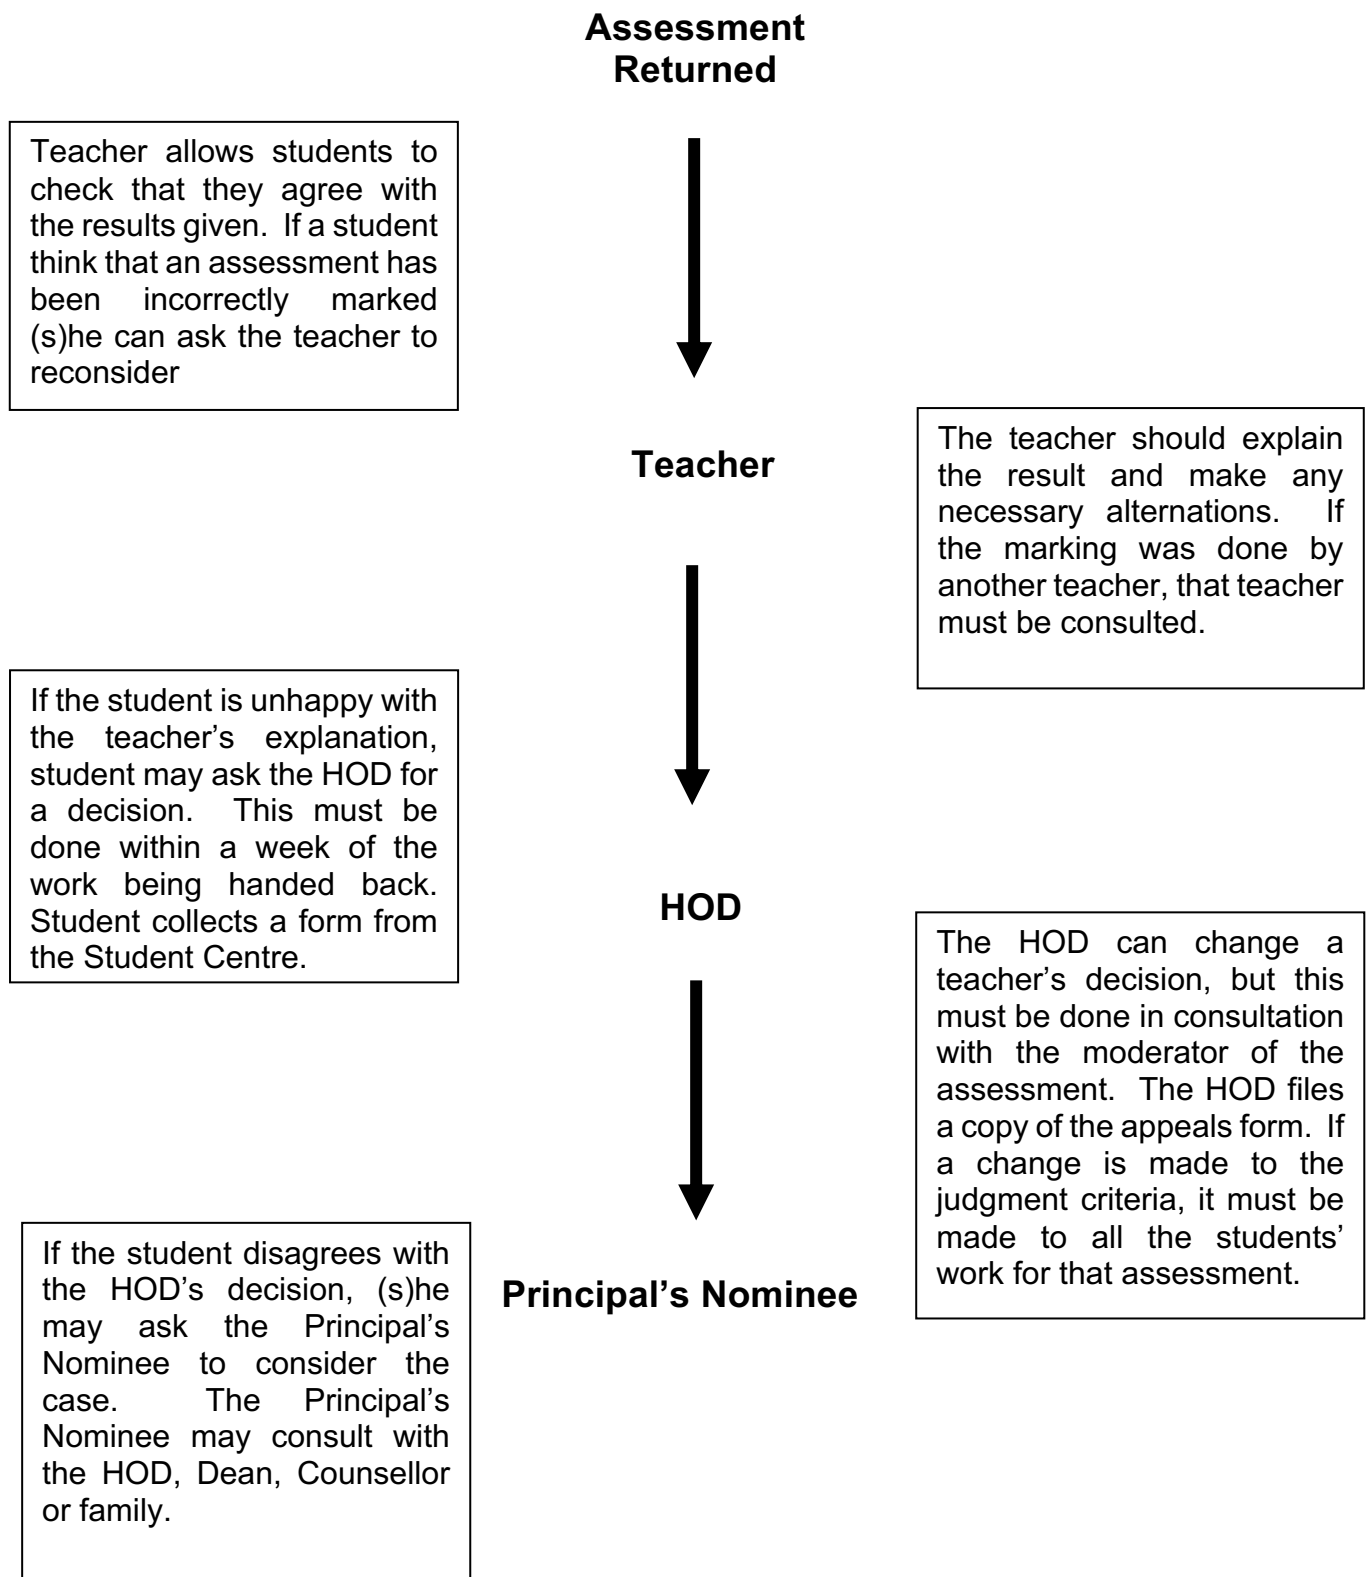 Assessment
Returned
Teacher allows students to
check that they agree with
the results given.  If a student
think that an assessment has
been incorrectly marked
(s)he can ask the teacher to
reconsider
Teacher
The teacher should explain
the result and make any
necessary alternations.  If
the marking was done by
another teacher, that teacher
must be consulted.
If the student is unhappy with
the teacher’s explanation,
student may ask the HOD for
a decision.  This must be
done within a week of the
work being handed back.
Student collects a form from
the Student Centre.
HOD
The HOD can change a
teacher’s decision, but this
must be done in consultation
with the moderator of the
assessment.  The HOD files
a copy of the appeals form.  If
a change is made to the
judgment criteria, it must be
made to all the students’
work for that assessment.
If the student disagrees with
the HOD’s decision, (s)he
may ask the Principal’s
Nominee to consider the
case.  The Principal’s
Nominee may consult with
the HOD, Dean, Counsellor
or family.
Principal’s Nominee